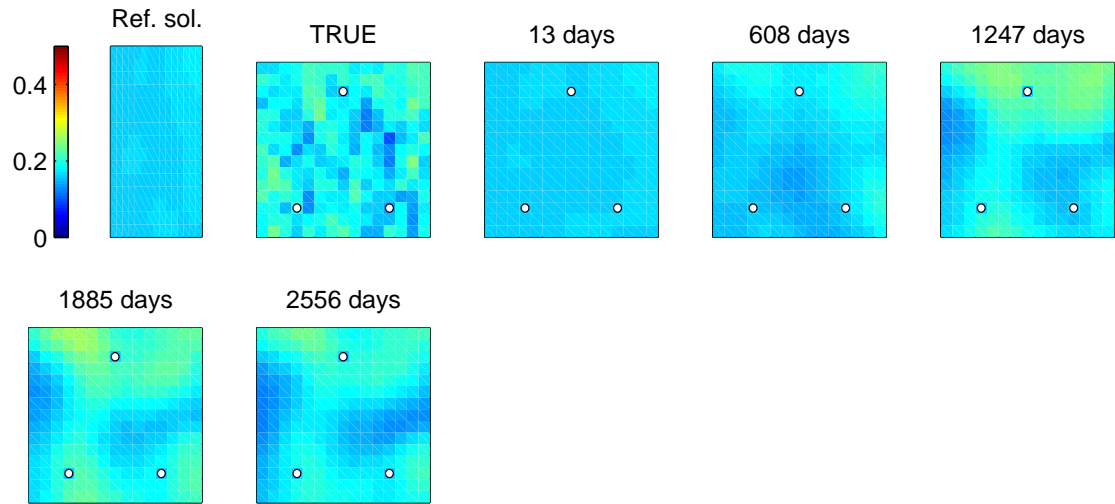 Ref. sol.
TRUE
13 days
608 days
1247 days
0.4
0.2
0
1885 days
2556 days